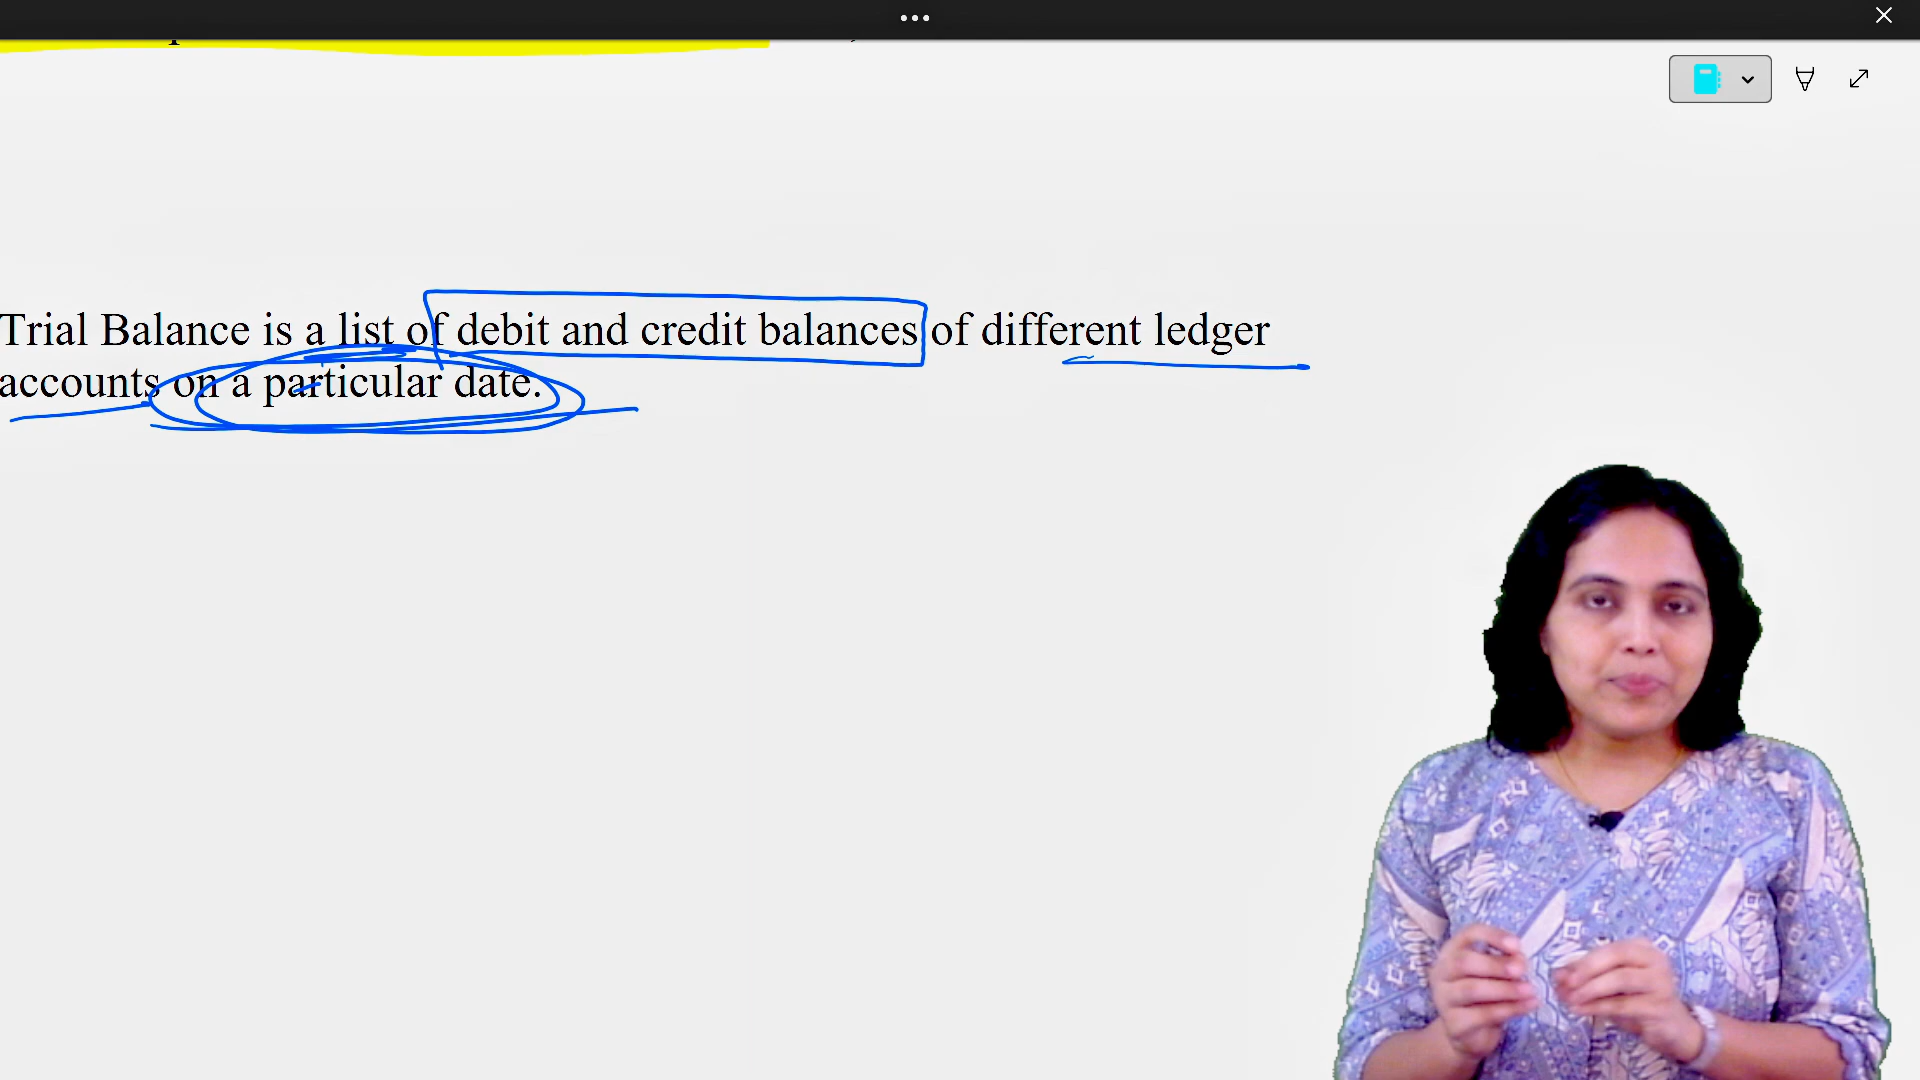 Trial Balance is a list of debit and credit balances of different ledger
accounts on a particular date.